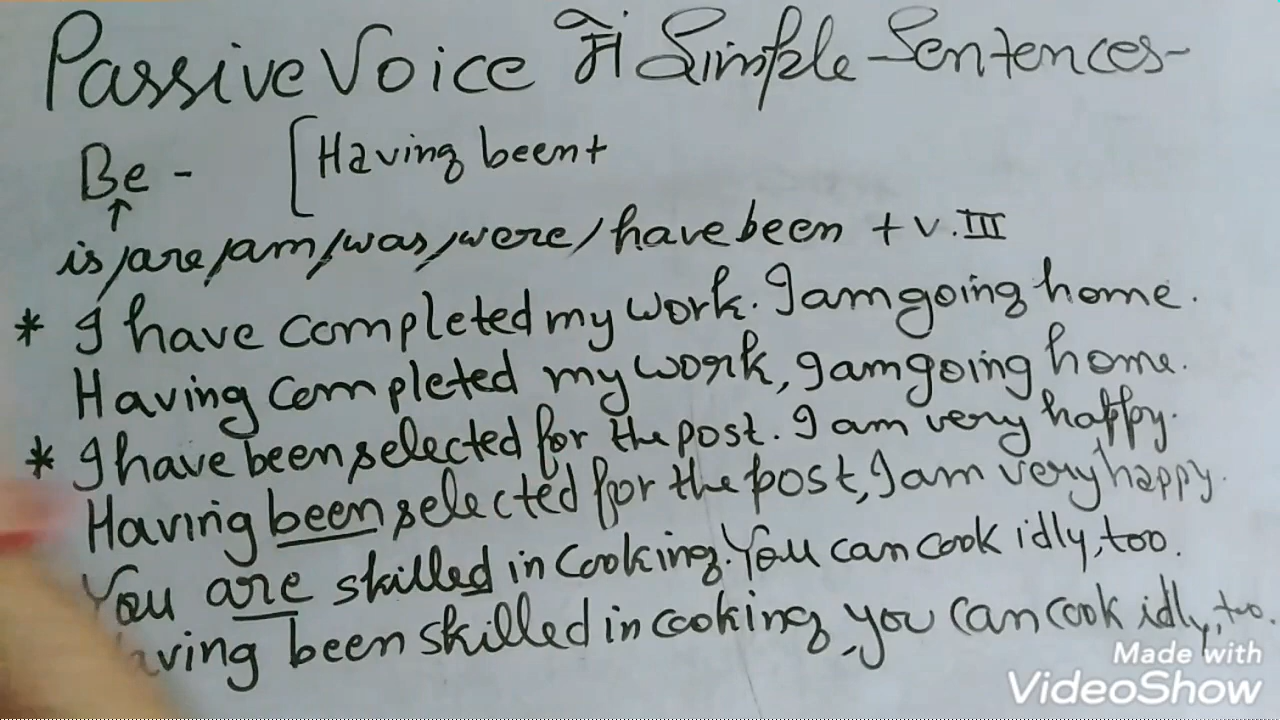 Passive Voice में Simple Sentences-
Be - [Having been+
↑
is/are/am/was/were/have been + V.III
* I have completed my work. I am going home.
Having completed my work, I am going home.
* I have been selected for the post. I am very happy.
Having been selected for the post, I am very happy.
You are skilled in cooking. You can cook idly, too.
Having been skilled in cooking, you can cook idly, too.
Made with
VideoShow